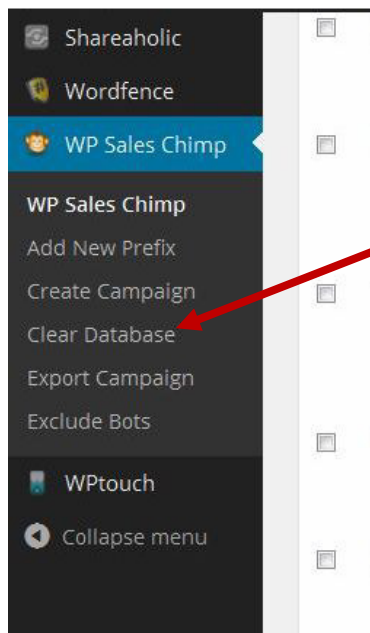 Shareaholic
Wordfence
WP Sales Chimp
WP Sales Chimp
Add New Prefix
Create Campaign
Clear Database
Export Campaign
Exclude Bots
WPtouch
Collapse menu